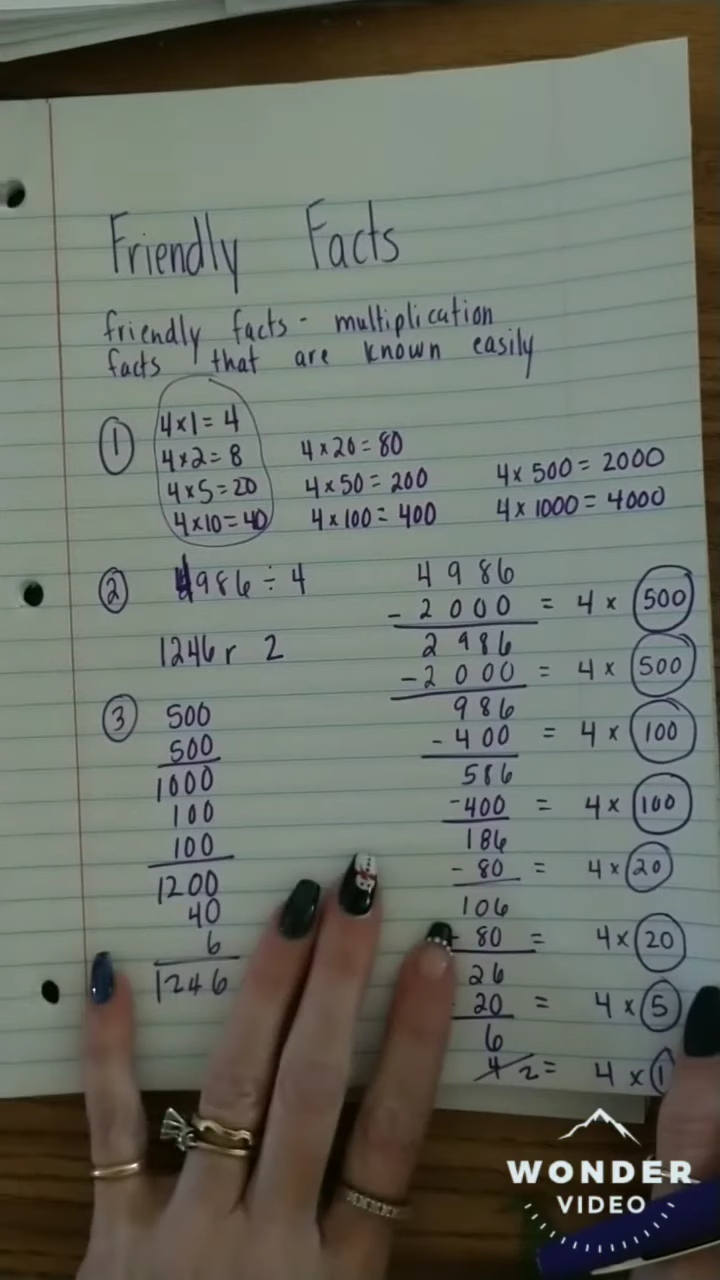 Friendly Facts
friendly facts - multiplication
facts that are known easily
① 4×1=4
4×2=8 4×20=80
4×5=20 4×50=200 4×500=2000
4×10=40 4×100=400 4×1000=4000
② 4986÷4
1246 r 2
4986
-2000 = 4×500
2986
-2000 = 4×500
986
-400 = 4×100
586
-400 = 4×100
186
-80 = 4×20
106
80 = 4×20
26
20 = 4×5
6
4 2= 4×1
③ 500
500
1000
100
100
1200
40
6
1246
WONDER
VIDEO